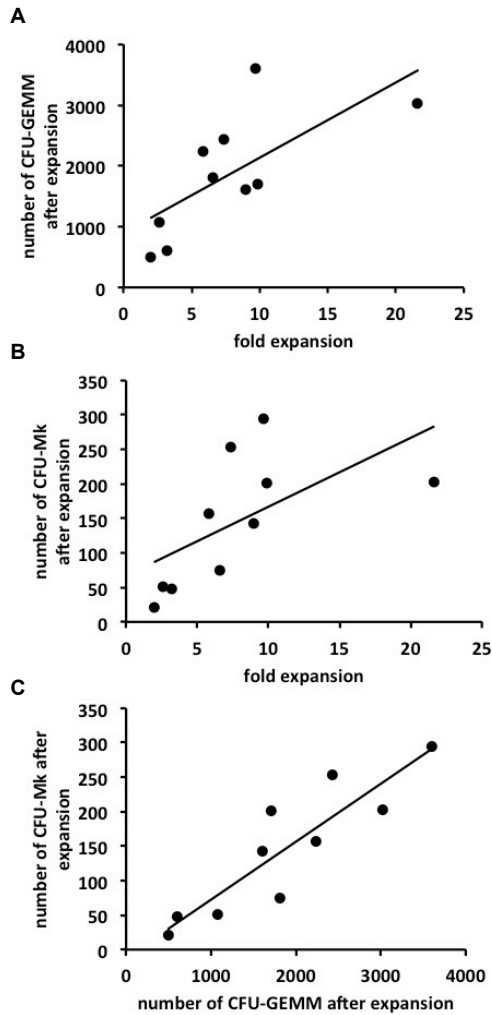 A
number of CFU-GEMM
after expansion
4000
3000
2000
1000
0
0 5 10 15 20 25
fold expansion
B
number of CFU-Mk
after expansion
350
300
250
200
150
100
50
0
0 5 10 15 20 25
fold expansion
C
number of CFU-Mk after
expansion
350
300
250
200
150
100
50
0
0 1000 2000 3000 4000
number of CFU-GEMM after expansion